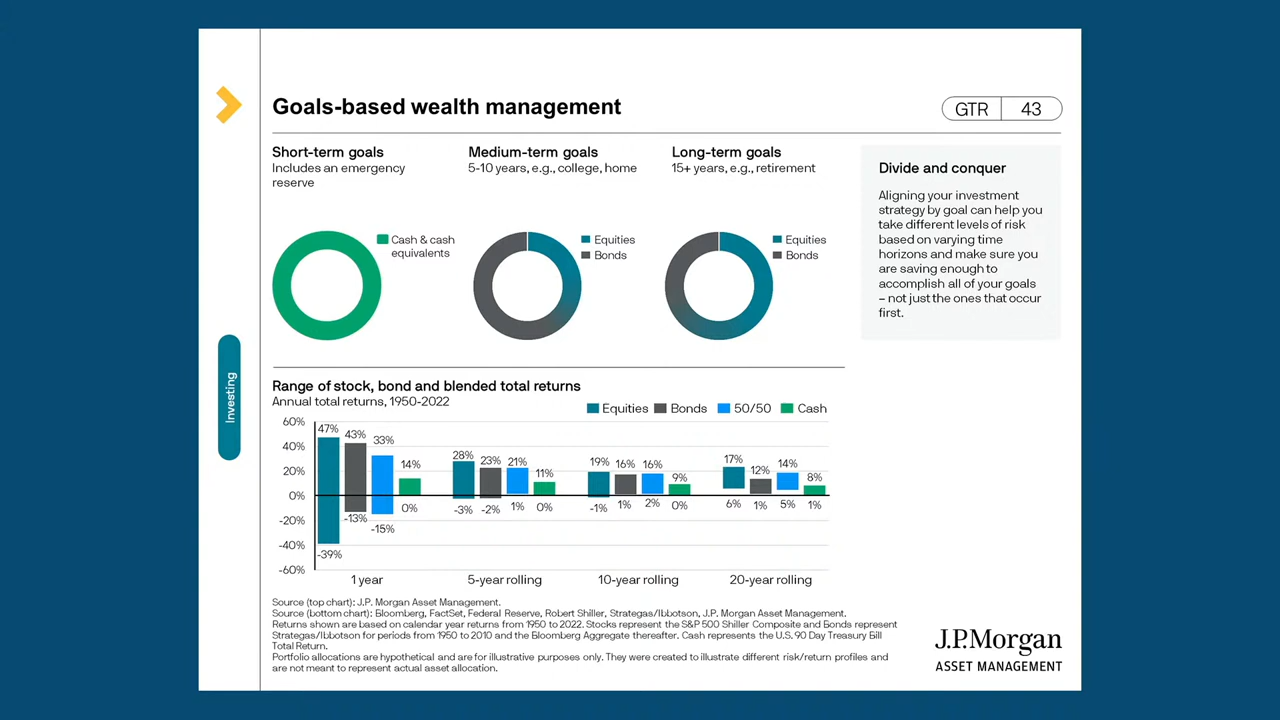 Goals-based wealth management
GTR 43
Short-term goals
Includes an emergency
reserve
Medium-term goals
5-10 years, e.g., college, home
Long-term goals
15+ years, e.g., retirement
Divide and conquer
Aligning your investment
strategy by goal can help you
take different levels of risk
based on varying time
horizons and make sure you
are saving enough to
accomplish all of your goals
– not just the ones that occur
first.
Cash & cash
equivalents
Equities
Bonds
Equities
Bonds
Investing
Range of stock, bond and blended total returns
Annual total returns, 1950-2022
Equities Bonds 50/50 Cash
60%
40%
20%
0%
-20%
-40%
-60%
47% 43% 33% 14%
-39% -13% -15% 0%
28% 23% 21% 11%
-3% -2% 1% 0%
19% 16% 16% 9%
-1% 1% 2% 0%
17% 12% 14% 8%
6% 1% 5% 1%
1 year 5-year rolling 10-year rolling 20-year rolling
Source (top chart): J.P. Morgan Asset Management.
Source (bottom chart): Bloomberg, FactSet, Federal Reserve, Robert Shiller, Strategas/Ibbotson, J.P. Morgan Asset Management.
Returns shown are based on calendar year returns from 1950 to 2022. Stocks represent the S&P 500 Shiller Composite and Bonds represent
Strategas/Ibbotson for periods from 1950 to 2010 and the Bloomberg Aggregate thereafter. Cash represents the U.S. 90 Day Treasury Bill
Total Return.
Portfolio allocations are hypothetical and are for illustrative purposes only. They were created to illustrate different risk/return profiles and
are not meant to represent actual asset allocation.
J.P.Morgan
ASSET MANAGEMENT